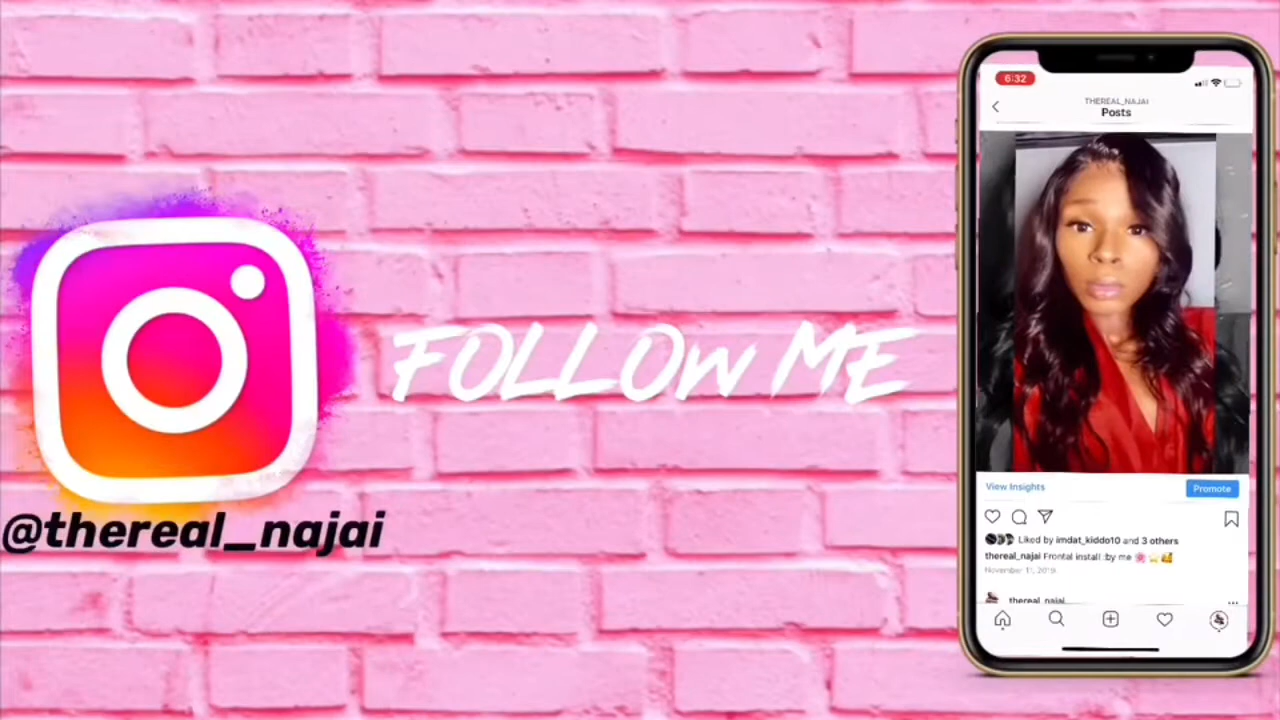 6:32
THEREAL_NAJAI
Posts
FOLLOW ME
@thereal_najai
View Insights
Promote
Liked by imdat_kiddo10 and 3 others
thereal_najai Frontal install :by me
November 11, 2019
thereal_najai